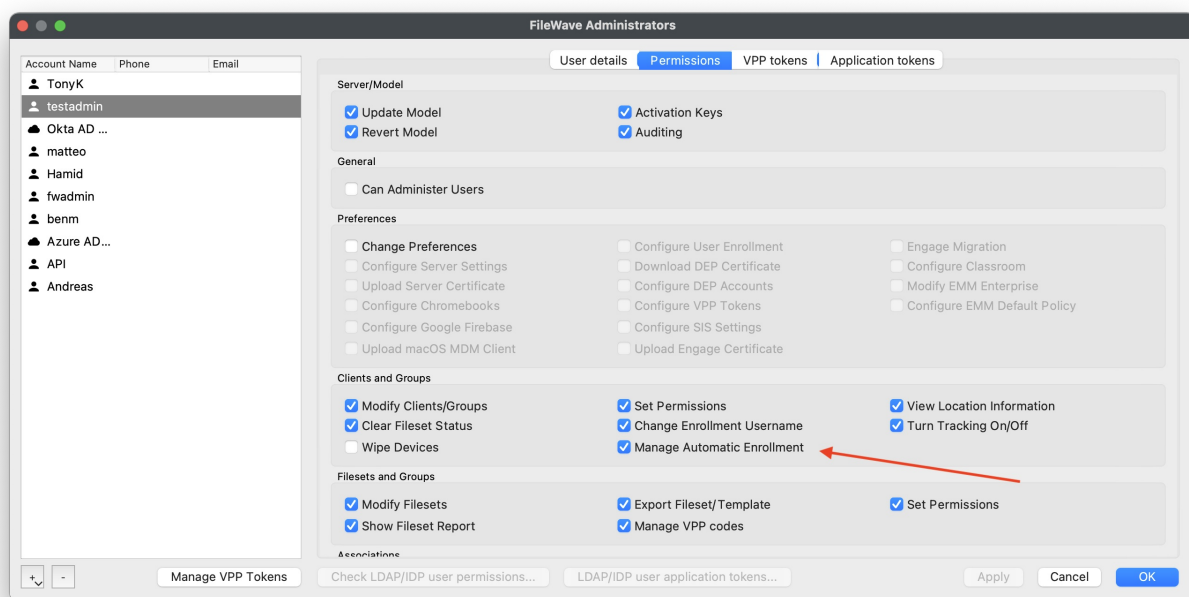 FileWave Administrators
Account Name Phone Email
TonyK
testadmin
Okta AD ...
matteo
Hamid
fwadmin
benm
Azure AD...
API
Andreas
+ -
Manage VPP Tokens
User details Permissions VPP tokens Application tokens
Server/Model
Update Model Activation Keys
Revert Model Auditing
General
Can Administer Users
Preferences
Change Preferences Configure User Enrollment Engage Migration
Configure Server Settings Download DEP Certificate Configure Classroom
Upload Server Certificate Configure DEP Accounts Modify EMM Enterprise
Configure Chromebooks Configure VPP Tokens Configure EMM Default Policy
Configure Google Firebase Configure SIS Settings
Upload macOS MDM Client Upload Engage Certificate
Clients and Groups
Modify Clients/Groups Set Permissions View Location Information
Clear Fileset Status Change Enrollment Username Turn Tracking On/Off
Wipe Devices Manage Automatic Enrollment
Filesets and Groups
Modify Filesets Export Fileset/Template Set Permissions
Show Fileset Report Manage VPP codes
Associations
Check LDAP/IDP user permissions... LDAP/IDP user application tokens... Apply Cancel OK